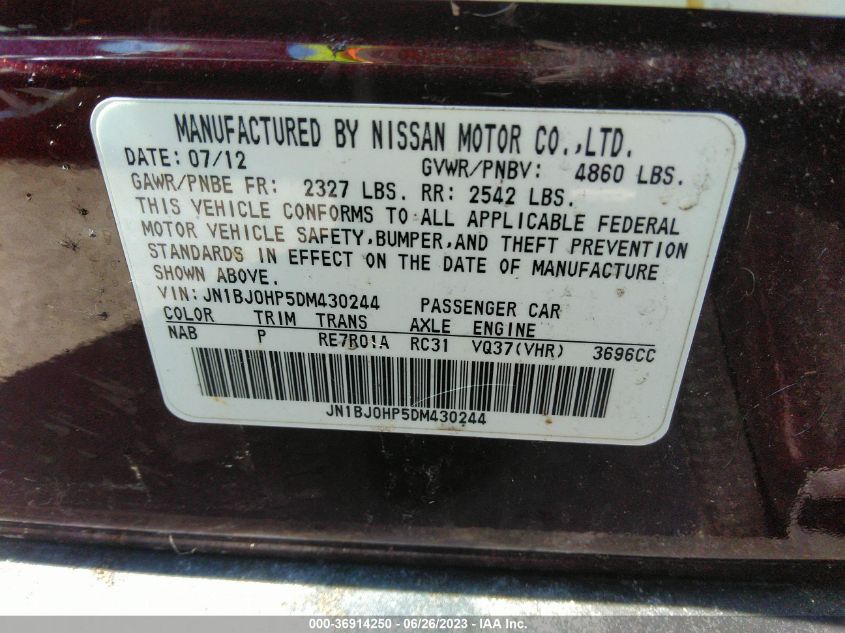 MANUFACTURED BY NISSAN MOTOR CO.,LTD.
DATE: 07/12 GVWR/PNBV: 4860 LBS.
GAWR/PNBE FR: 2327 LBS. RR: 2542 LBS.
THIS VEHICLE CONFORMS TO ALL APPLICABLE FEDERAL
MOTOR VEHICLE SAFETY,BUMPER,AND THEFT PREVENTION
STANDARDS IN EFFECT ON THE DATE OF MANUFACTURE
SHOWN ABOVE.
VIN:JN1BJ0HP5DM430244 PASSENGER CAR
COLOR TRIM TRANS AXLE ENGINE
NAB P RE7R01A RC31 VQ37(VHR) 3696CC
JN1BJ0HP5DM430244
000-36914250 - 06/26/2023 - IAA Inc.